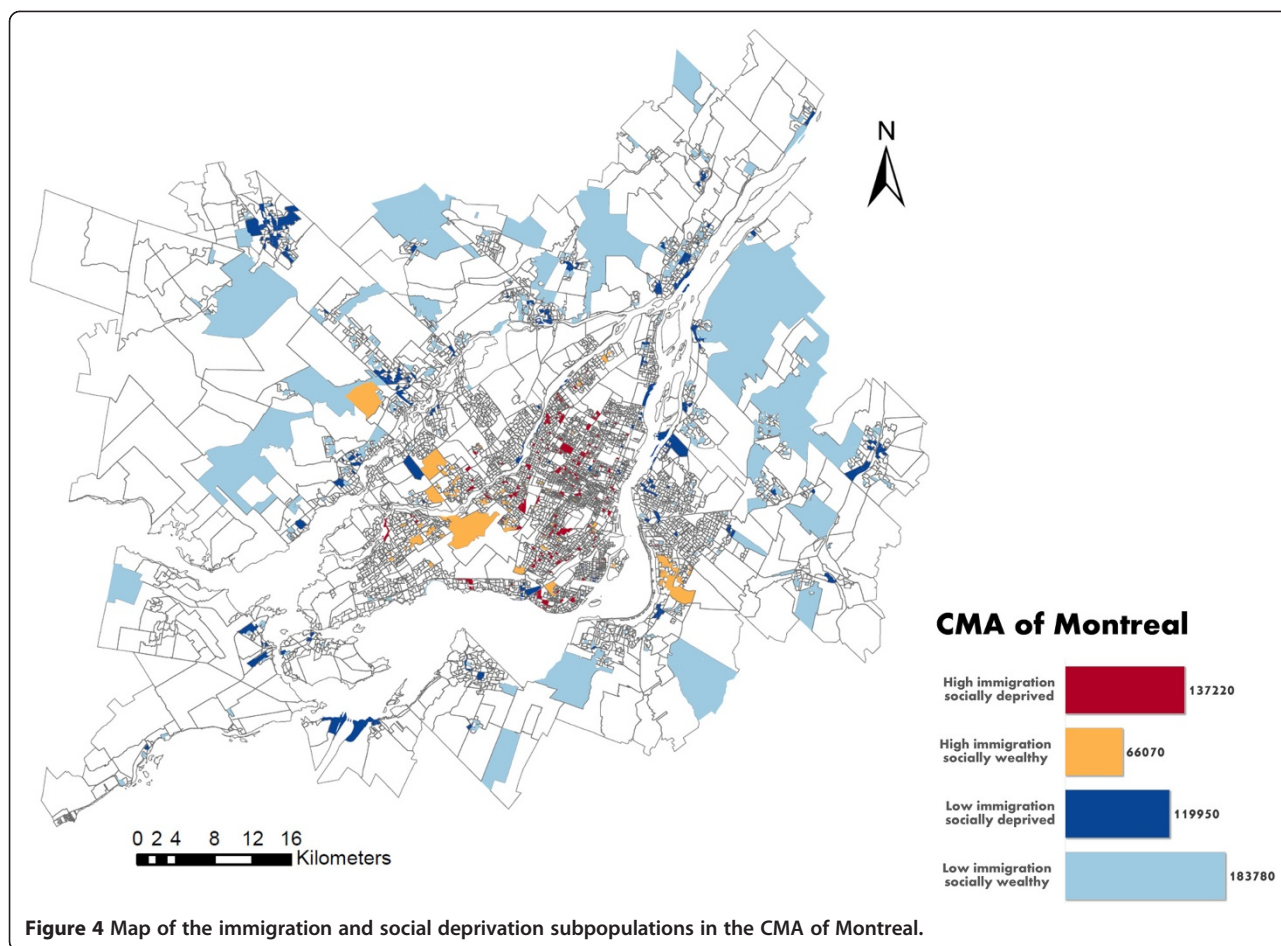 N
CMA of Montreal
High immigration
socially deprived
137220
High immigration
socially wealthy
66070
Low immigration
socially deprived
119950
Low immigration
socially wealthy
183780
0 2 4 8 12 16
Kilometers
Figure 4 Map of the immigration and social deprivation subpopulations in the CMA of Montreal.